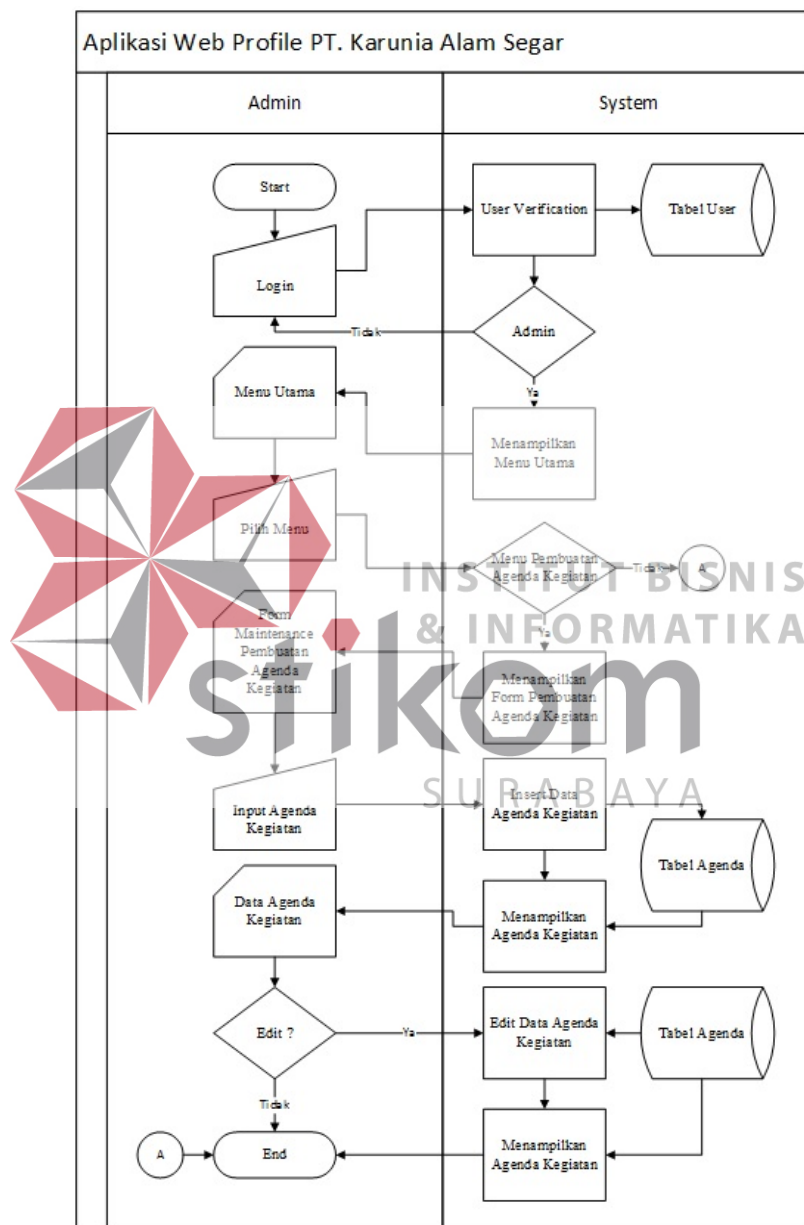 Aplikasi Web Profile PT. Karunia Alam Segar
Admin
System
Start
User Verification
Tabel User
Login
Admin
Tidak
Ya
Menu Utama
Menampilkan
Menu Utama
Pilih Menu
Menu Pembuatan
Agenda Kegiatan
Tidak
A
Ya
Form
Maintenance
Pembuatan
Agenda
Kegiatan
Menampilkan
Form Pembuatan
Agenda Kegiatan
INSTITUT BISNIS
& INFORMATIKA
stikom
SURABAYA
Input Agenda
Kegiatan
Insert Data
Agenda Kegiatan
Tabel Agenda
Data Agenda
Kegiatan
Menampilkan
Agenda Kegiatan
Edit ?
Ya
Edit Data Agenda
Kegiatan
Tabel Agenda
Tidak
A
End
Menampilkan
Agenda Kegiatan